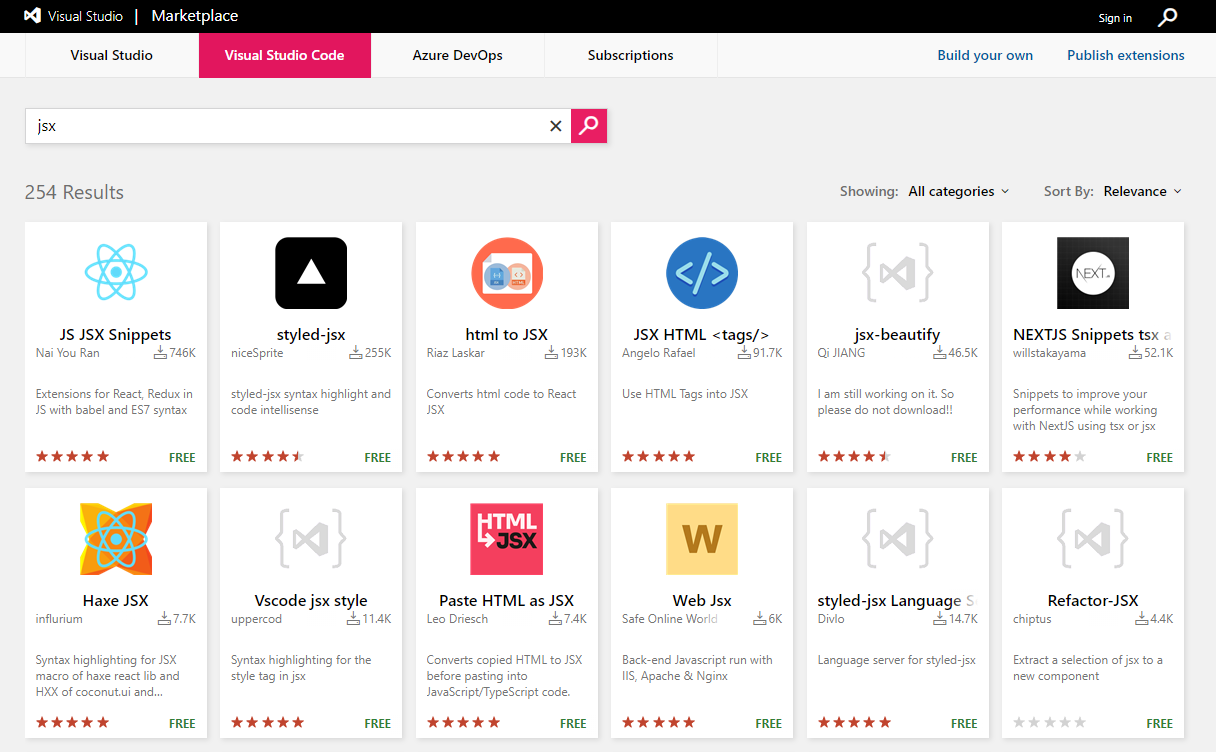 Visual Studio | Marketplace
Sign in
Visual Studio
Visual Studio Code
Azure DevOps
Subscriptions
Build your own
Publish extensions
jsx
254 Results
Showing: All categories
Sort By: Relevance
JS JSX Snippets
Nai You Ran 746K
Extensions for React, Redux in
JS with babel and ES7 syntax
FREE
styled-jsx
niceSprite 255K
styled-jsx syntax highlight and
code intellisense
FREE
html to JSX
Riaz Laskar 193K
Converts html code to React
JSX
FREE
JSX HTML <tags/>
Angelo Rafael 91.7K
Use HTML Tags into JSX
FREE
jsx-beautify
Qi JIANG 46.5K
I am still working on it. So
please do not download!!
FREE
NEXT
NEXTJS Snippets tsx a
willstakayama 52.1K
Snippets to improve your
performance while working
with NextJS using tsx or jsx
FREE
Haxe JSX
influrium 7.7K
Syntax highlighting for JSX
macro of haxe react lib and
HXX of coconut.ui and...
FREE
Vscode jsx style
uppercod 11.4K
Syntax highlighting for the
style tag in jsx
FREE
HTML
JSX
Paste HTML as JSX
Leo Driesch 7.4K
Converts copied HTML to JSX
before pasting into
JavaScript/TypeScript code.
FREE
W
Web Jsx
Safe Online World 6K
Back-end Javascript run with
IIS, Apache & Nginx
FREE
styled-jsx Language S
Divlo 14.7K
Language server for styled-jsx
FREE
Refactor-JSX
chiptus 4.4K
Extract a selection of jsx to a
new component
FREE